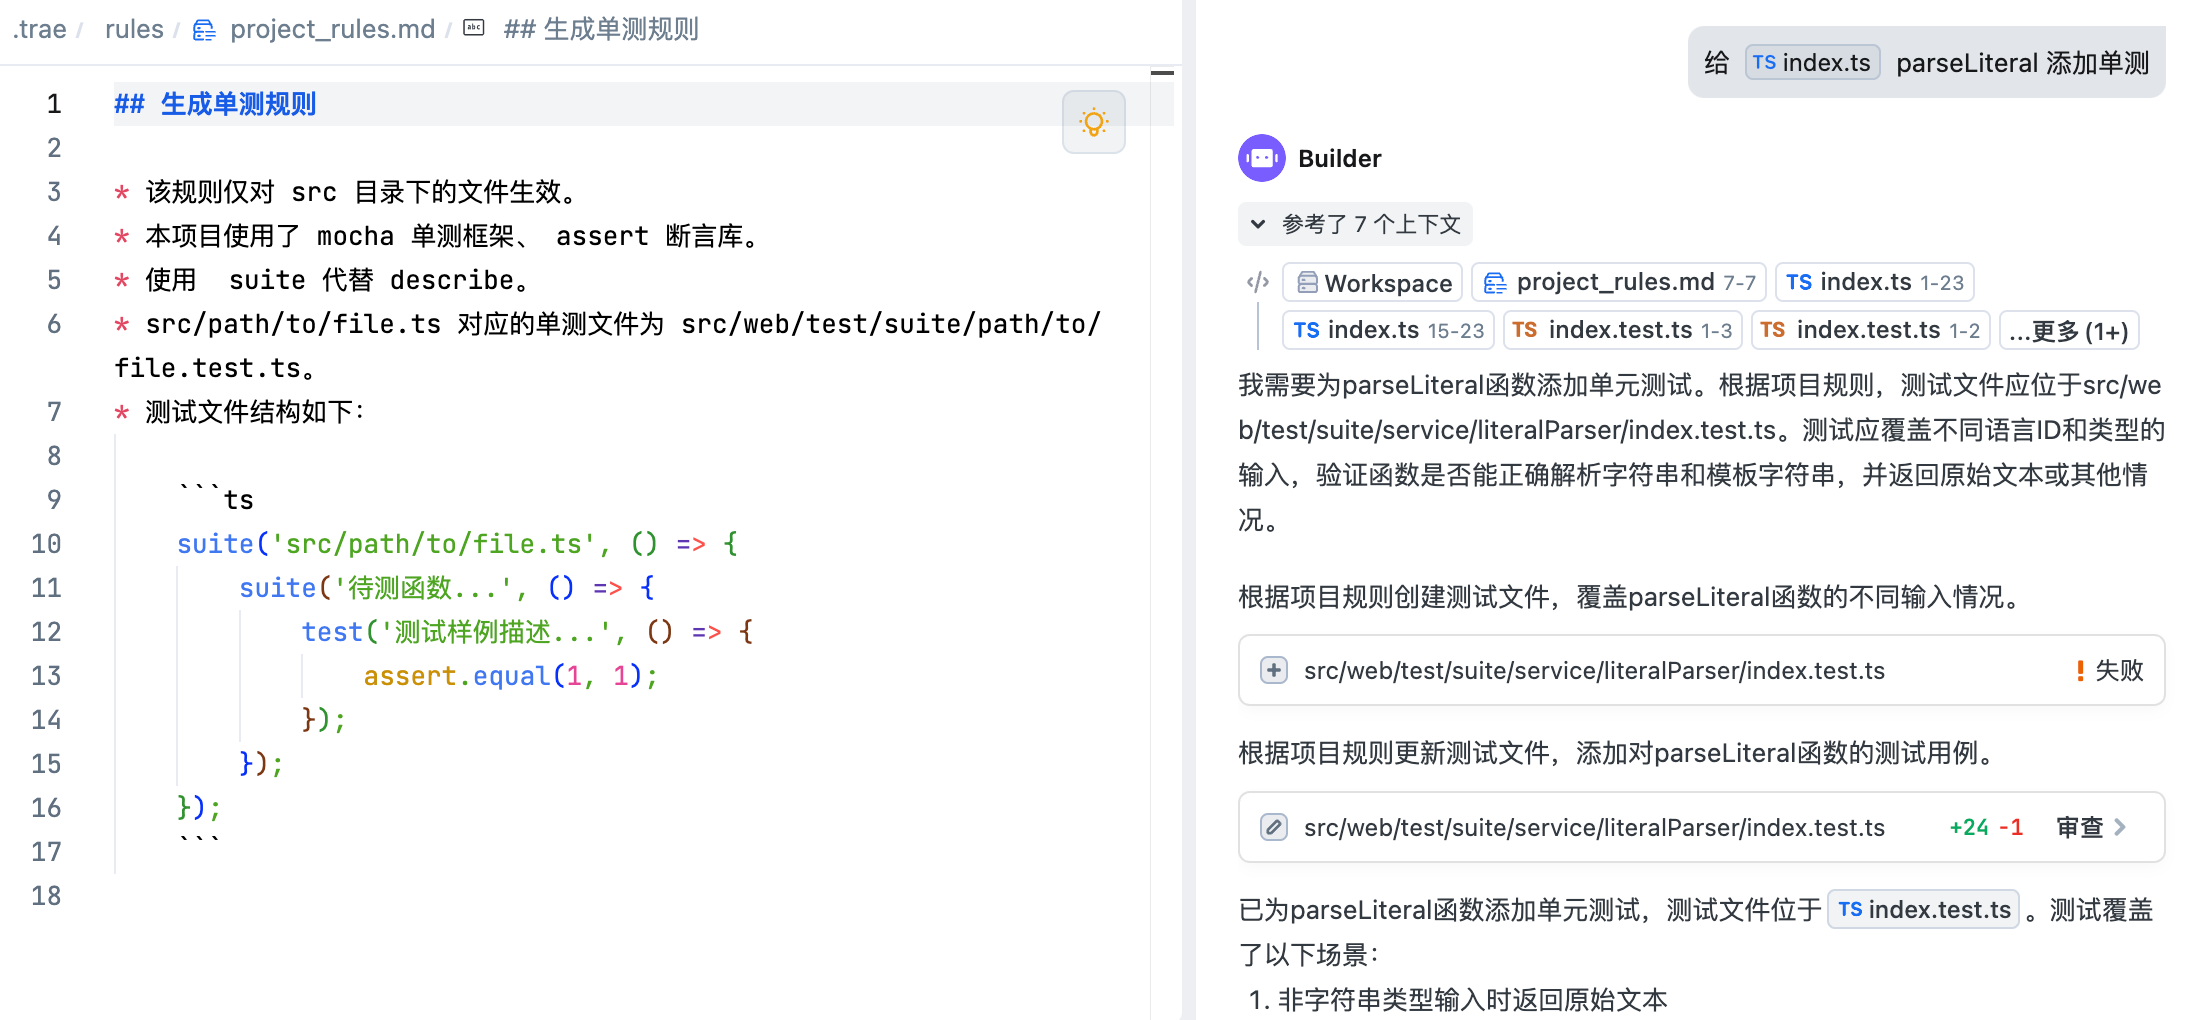 .trae / rules / project_rules.md / abc ## 生成单测规则
1 ## 生成单测规则
2
3 * 该规则仅对 src 目录下的文件生效。
4 * 本项目使用了 mocha 单测框架、 assert 断言库。
5 * 使用  suite 代替 describe。
6 * src/path/to/file.ts 对应的单测文件为 src/web/test/suite/path/to/
file.test.ts。
7 * 测试文件结构如下：
8
9 ```ts
10 suite('src/path/to/file.ts', () => {
11 suite('待测函数...', () => {
12 test('测试样例描述...', () => {
13 assert.equal(1, 1);
14 });
15 });
16 });
17 ```
18
给 TS index.ts parseLiteral 添加单测
Builder
参考了 7 个上下文
</> Workspace project_rules.md 7-7 TS index.ts 1-23
TS index.ts 15-23 TS index.test.ts 1-3 TS index.test.ts 1-2 ...更多 (1+)
我需要为parseLiteral函数添加单元测试。根据项目规则，测试文件应位于src/we
b/test/suite/service/literalParser/index.test.ts。测试应覆盖不同语言ID和类型的
输入，验证函数是否能正确解析字符串和模板字符串，并返回原始文本或其他情
况。
根据项目规则创建测试文件，覆盖parseLiteral函数的不同输入情况。
src/web/test/suite/service/literalParser/index.test.ts ! 失败
根据项目规则更新测试文件，添加对parseLiteral函数的测试用例。
src/web/test/suite/service/literalParser/index.test.ts +24 -1 审查 >
已为parseLiteral函数添加单元测试，测试文件位于 TS index.test.ts 。测试覆盖
了以下场景：
1. 非字符串类型输入时返回原始文本